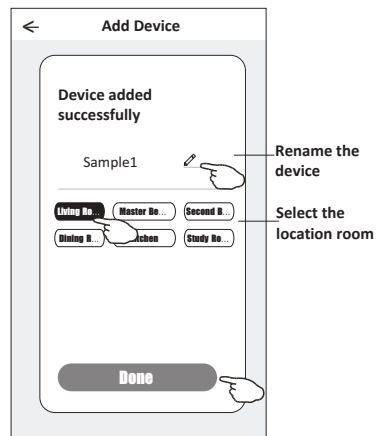 Add Device
Device added
successfully
Sample1
Rename the
device
Living Ro...
Master Be...
Second B...
Select the
location room
Dining R...
tchen
Study Ro...
Done